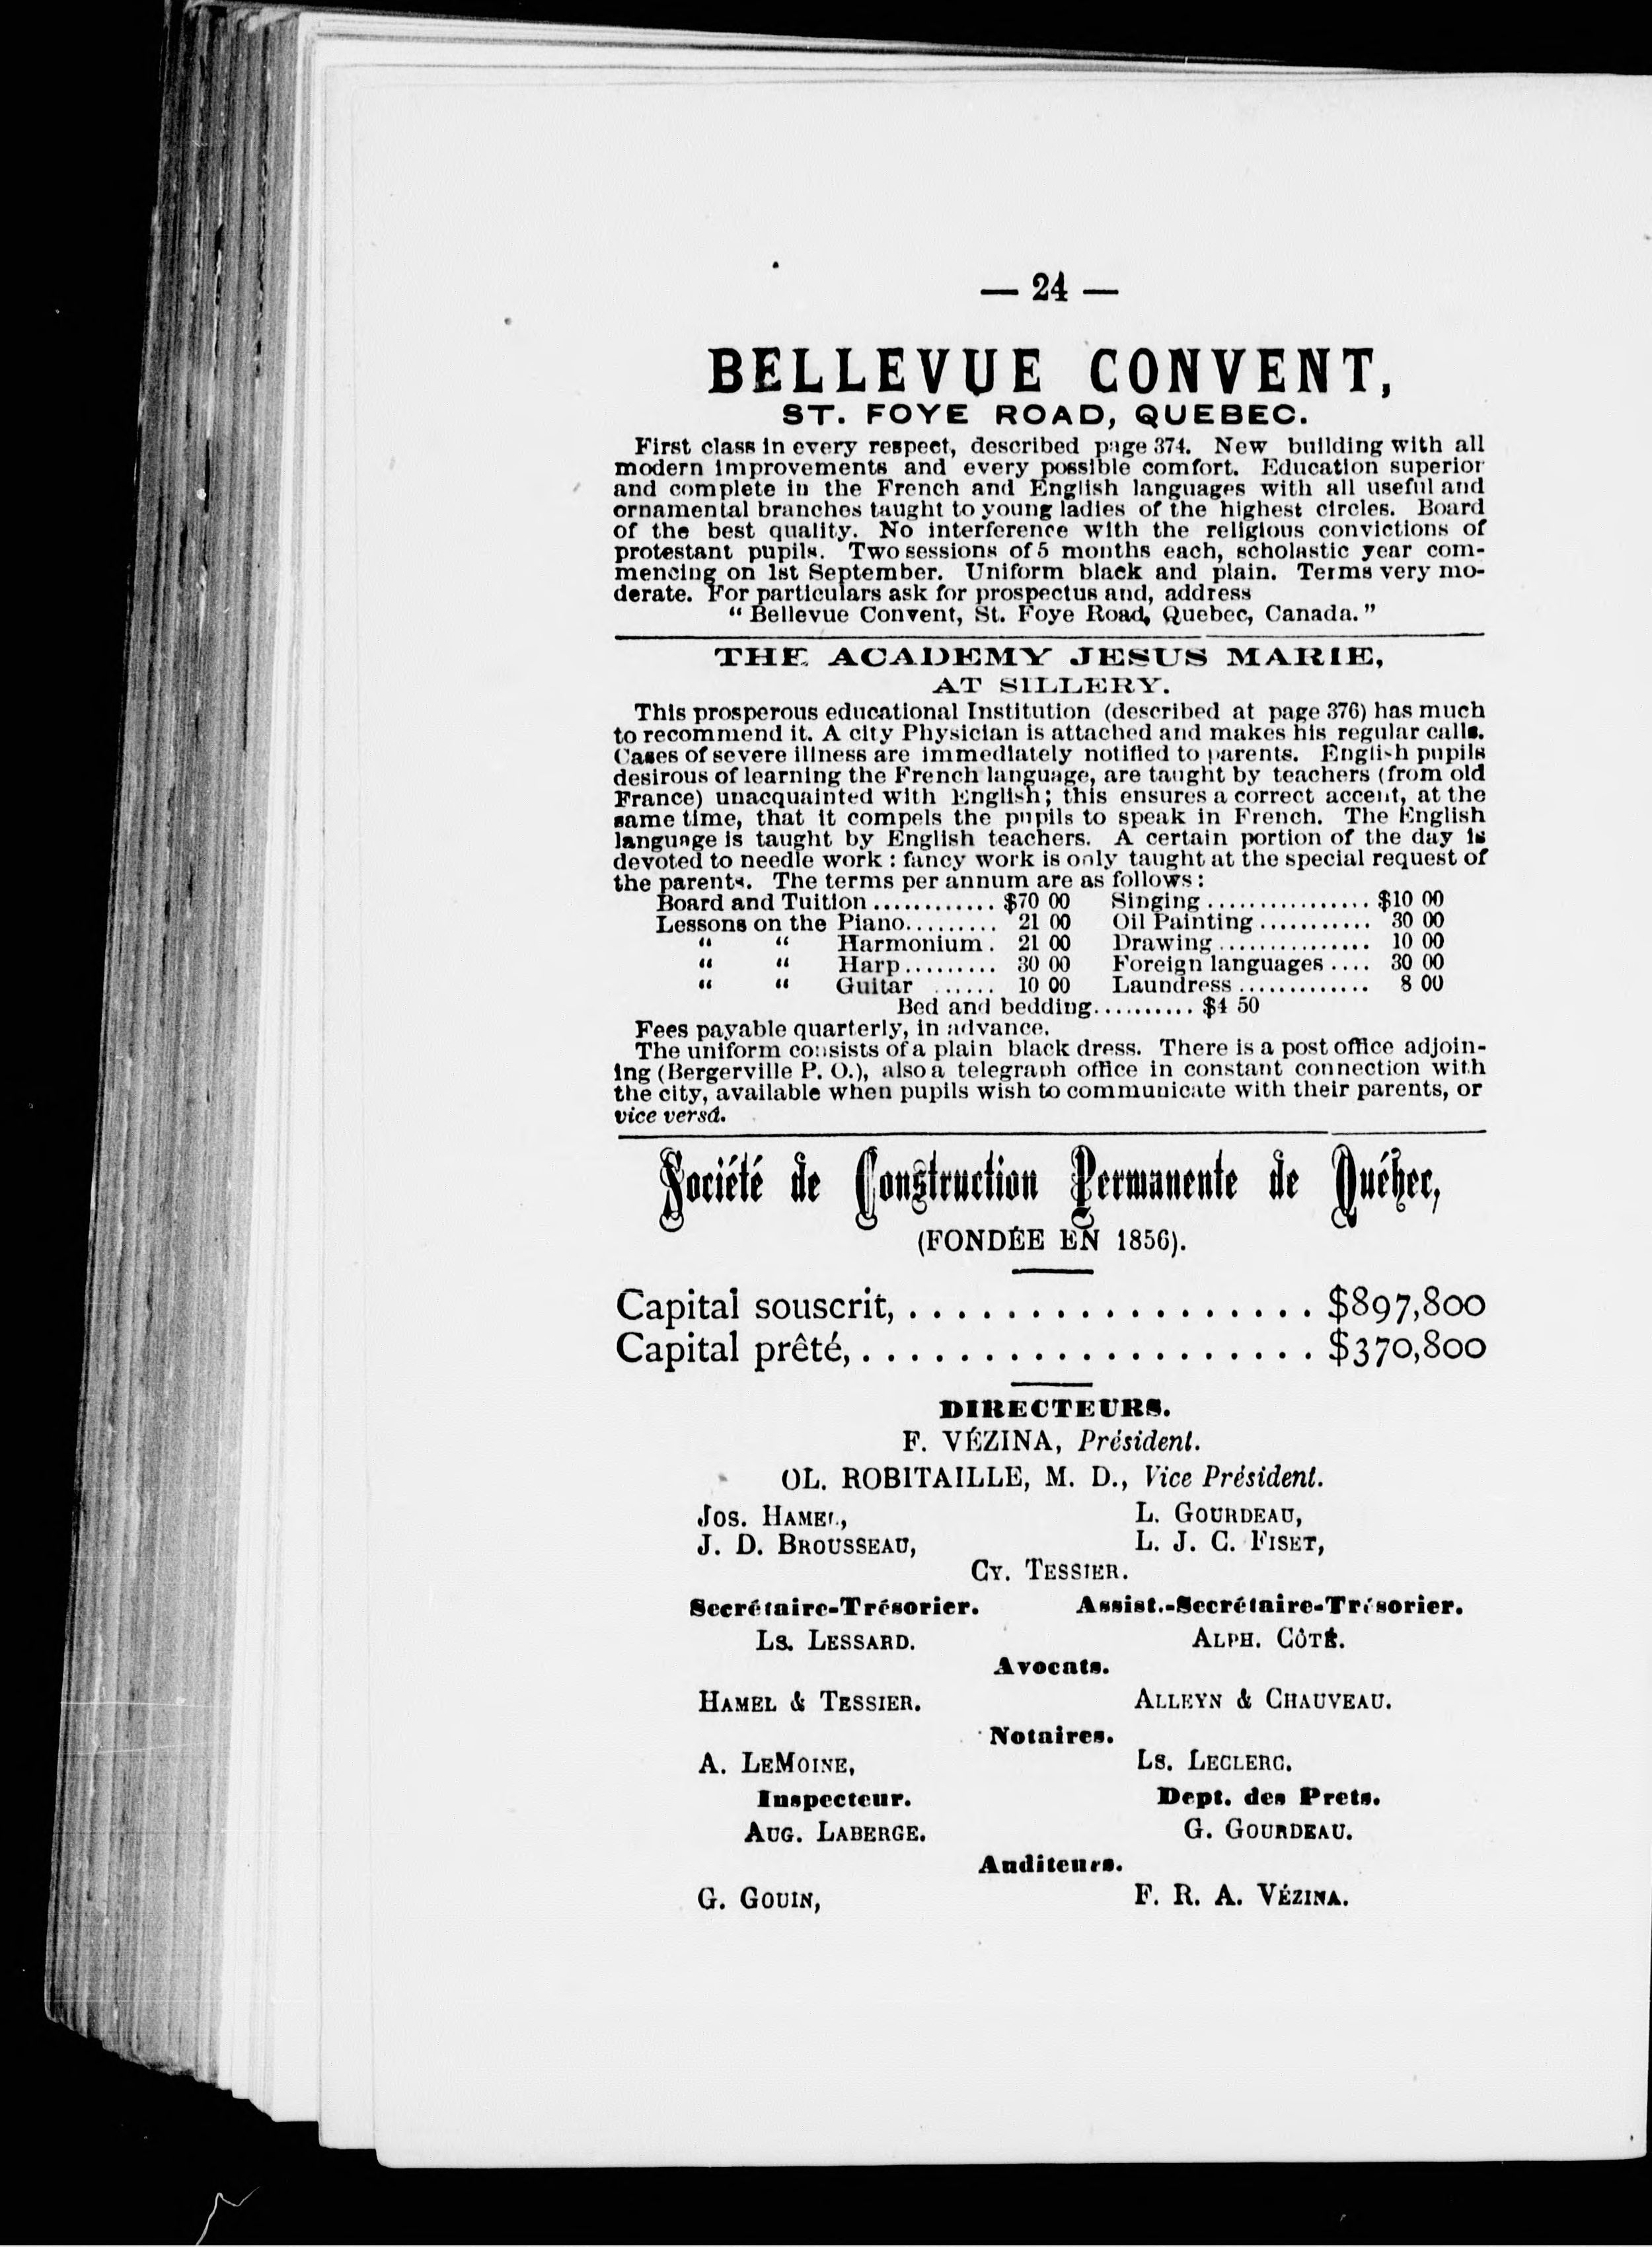 — 24 —
BELLEVUE CONVENT,
ST. FOYE ROAD, QUEBEC.
First class in every respect, described page 374. New building with all
modern improvements and every possible comfort. Education superior
and complete in the French and English languages with all useful and
ornamental branches taught to young ladies of the highest circles. Board
of the best quality. No interference with the religious convictions of
protestant pupils. Two sessions of 5 months each, scholastic year com-
mencing on 1st September. Uniform black and plain. Terms very mo-
derate. For particulars ask for prospectus and, address
“ Bellevue Convent, St. Foye Road, Quebec, Canada. ”
THE ACADEMY JESUS MARIE,
AT SILLERY.
This prosperous educational Institution (described at page 376) has much
to recommend it. A city Physician is attached and makes his regular calls.
Cases of severe illness are immediately notified to parents. English pupils
desirous of learning the French language, are taught by teachers (from old
France) unacquainted with English; this ensures a correct accent, at the
same time, that it compels the pupils to speak in French. The English
language is taught by English teachers. A certain portion of the day is
devoted to needle work : fancy work is only taught at the special request of
the parents. The terms per annum are as follows :
Board and Tuition ............ $70 00 Singing ................ $10 00
Lessons on the Piano......... 21 00 Oil Painting ........... 30 00
“ “ Harmonium . 21 00 Drawing ............... 10 00
“ “ Harp ......... 30 00 Foreign languages .... 30 00
“ “ Guitar ...... 10 00 Laundress ............. 8 00
Bed and bedding.......... $4 50
Fees payable quarterly, in advance.
The uniform consists of a plain black dress. There is a post office adjoin-
ing (Bergerville P. O.), also a telegraph office in constant connection with
the city, available when pupils wish to communicate with their parents, or
vice versâ.
Société de Construction Permanente de Québec,
(FONDÉE EN 1856).
Capital souscrit, . . . . . . . . . . . . . . . . . $897,800
Capital prêté, . . . . . . . . . . . . . . . . . . . $370,800
DIRECTEURS.
F. VÉZINA, Président.
OL. ROBITAILLE, M. D., Vice Président.
JOS. HAMEL, L. GOURDEAU,
J. D. BROUSSEAU, L. J. C. FISET,
CY. TESSIER.
Secrétaire-Trésorier. Assist.-Secrétaire-Trésorier.
LS. LESSARD. ALPH. CÔTÉ.
Avocats.
HAMEL & TESSIER. ALLEYN & CHAUVEAU.
Notaires.
A. LEMOINE, LS. LECLERC.
Inspecteur. Dept. des Prets.
AUG. LABERGE. G. GOURDEAU.
Auditeurs.
G. GOUIN, F. R. A. VÉZINA.